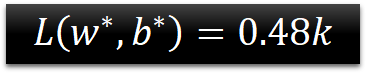 L(w*, b*) = 0.48k